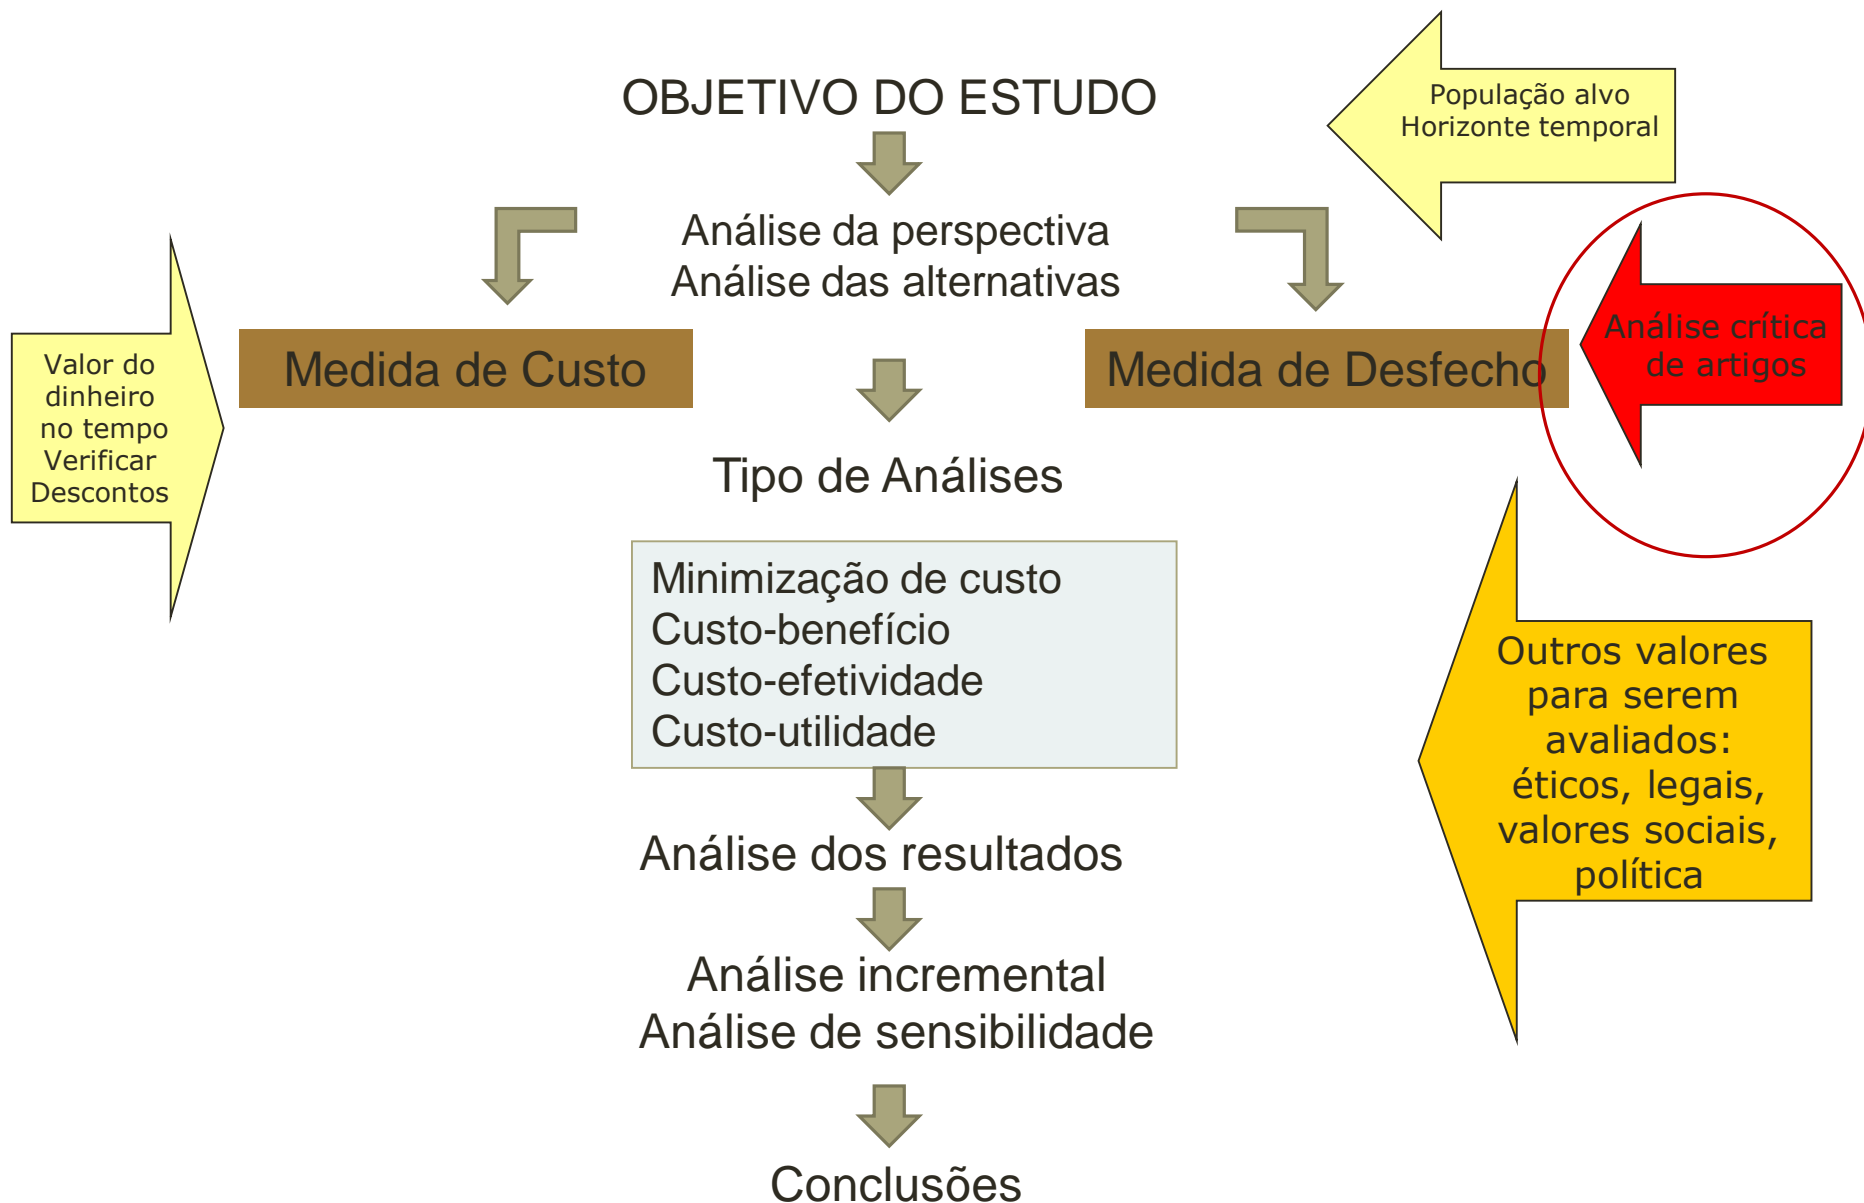 OBJETIVO DO ESTUDO
População alvo
Horizonte temporal
Análise da perspectiva
Análise das alternativas
Valor do
dinheiro
no tempo
Verificar
Descontos
Medida de Custo
Medida de Desfecho
Análise crítica
de artigos
Tipo de Análises
Minimização de custo
Custo-benefício
Custo-efetividade
Custo-utilidade
Outros valores
para serem
avaliados:
éticos, legais,
valores sociais,
política
Análise dos resultados
Análise incremental
Análise de sensibilidade
Conclusões